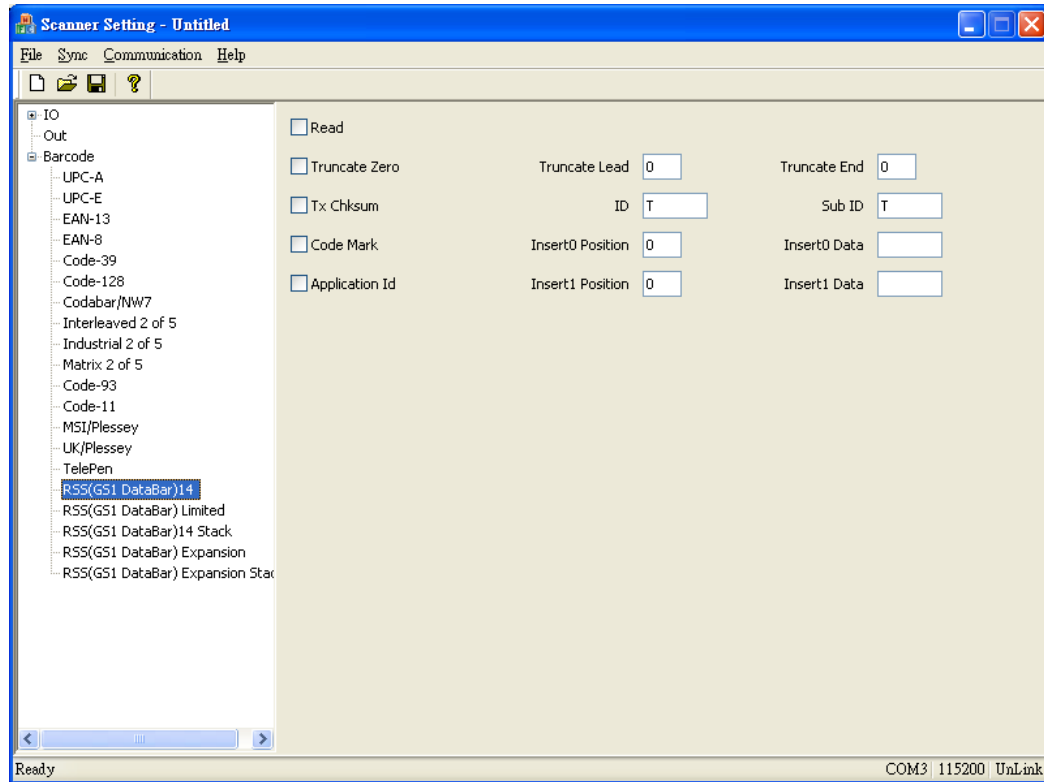 Scanner Setting - Untitled
File Sync Communication Help
IO
Out
Barcode
UPC-A
UPC-E
EAN-13
EAN-8
Code-39
Code-128
Codabar/NW7
Interleaved 2 of 5
Industrial 2 of 5
Matrix 2 of 5
Code-93
Code-11
MSI/Plessey
UK/Plessey
TelePen
RSS(GS1 DataBar)14
RSS(GS1 DataBar) Limited
RSS(GS1 DataBar)14 Stack
RSS(GS1 DataBar) Expansion
RSS(GS1 DataBar) Expansion Stac
Read
Truncate Zero Truncate Lead 0 Truncate End 0
Tx Chksum ID T Sub ID T
Code Mark Insert0 Position 0 Insert0 Data
Application Id Insert1 Position 0 Insert1 Data
Ready COM3 115200 UnLink